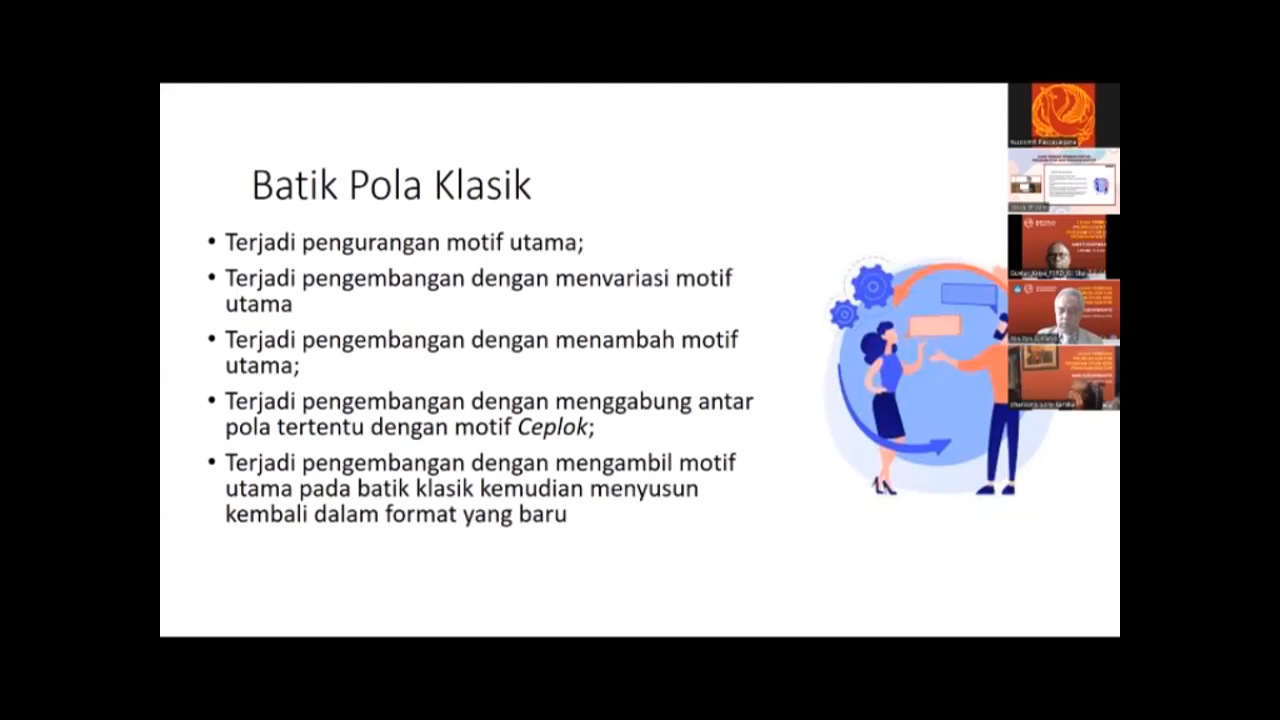 Batik Pola Klasik
• Terjadi pengurangan motif utama;
• Terjadi pengembangan dengan menvariasi motif
utama
• Terjadi pengembangan dengan menambah motif
utama;
• Terjadi pengembangan dengan menggabung antar
pola tertentu dengan motif Ceplok;
• Terjadi pengembangan dengan mengambil motif
utama pada batik klasik kemudian menyusun
kembali dalam format yang baru